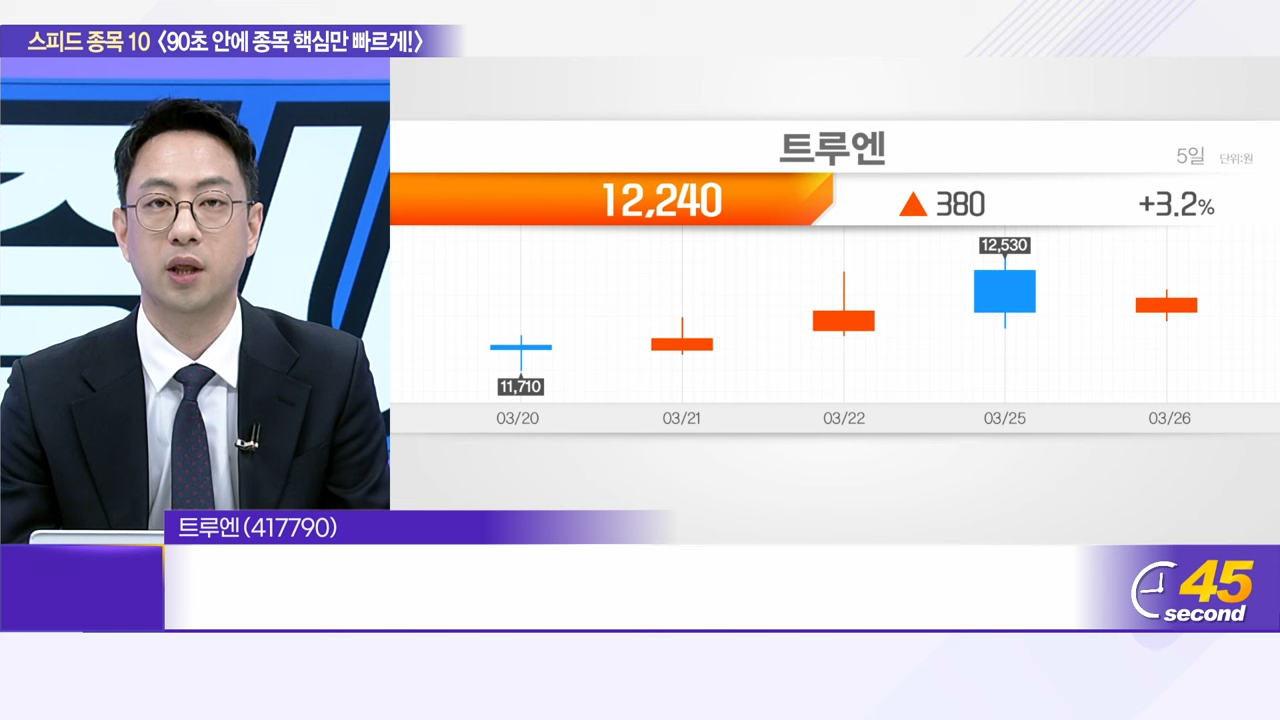 스피드 종목 10 <90초 안에 종목 핵심만 빠르게!>
트루엔
5일 단위:원
12,240 ▲ 380 +3.2%
12,530
11,710
03/20 03/21 03/22 03/25 03/26
트루엔(417790)
45
second